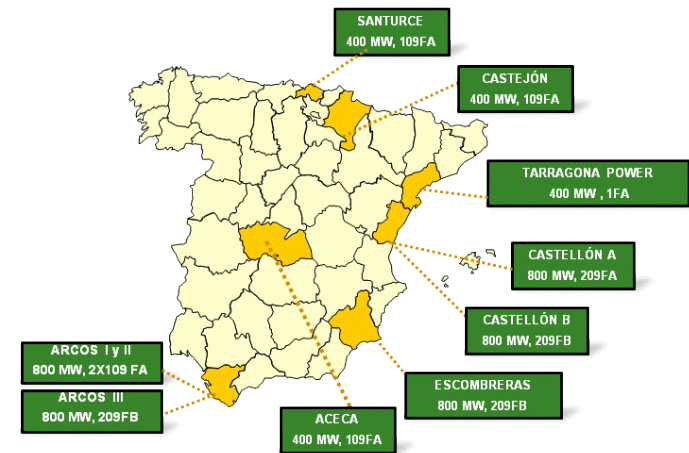 SANTURCE
400 MW, 109FA
CASTEJÓN
400 MW, 109FA
TARRAGONA POWER
400 MW , 1FA
CASTELLÓN A
800 MW, 209FA
CASTELLÓN B
800 MW, 209FB
ESCOMBRERAS
800 MW, 209FB
ARCOS I y II
800 MW, 2X109 FA
ARCOS III
800 MW, 209FB
ACECA
400 MW, 109FA